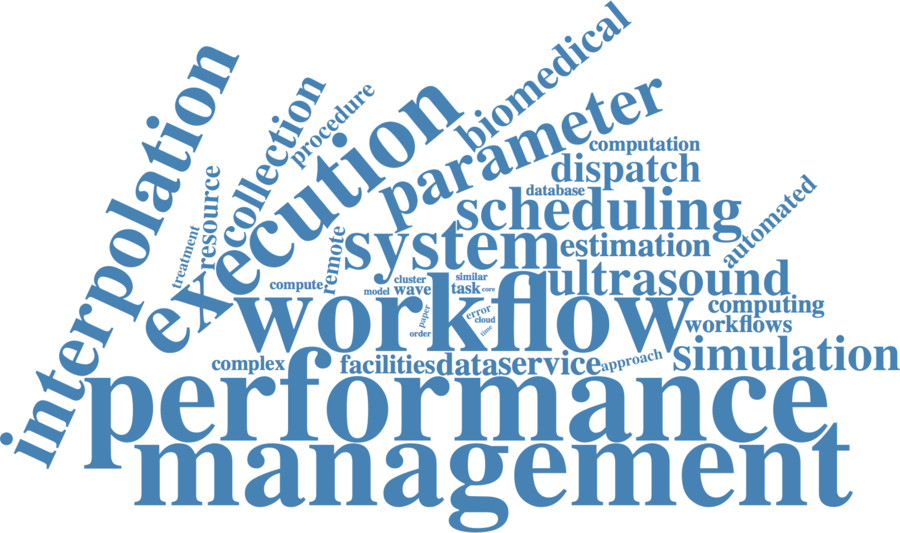 biomedical
interpolation
collection
procedure
execution
parameter
computation
dispatch
database
resource
scheduling
automated
treatment
remote
system
estimation
compute
model
cluster
wave
similar
task
core
ultrasound
workflow
paper
order
error
cloud
time
computing
workflows
complex
facilities
data
service
approach
simulation
performance
management